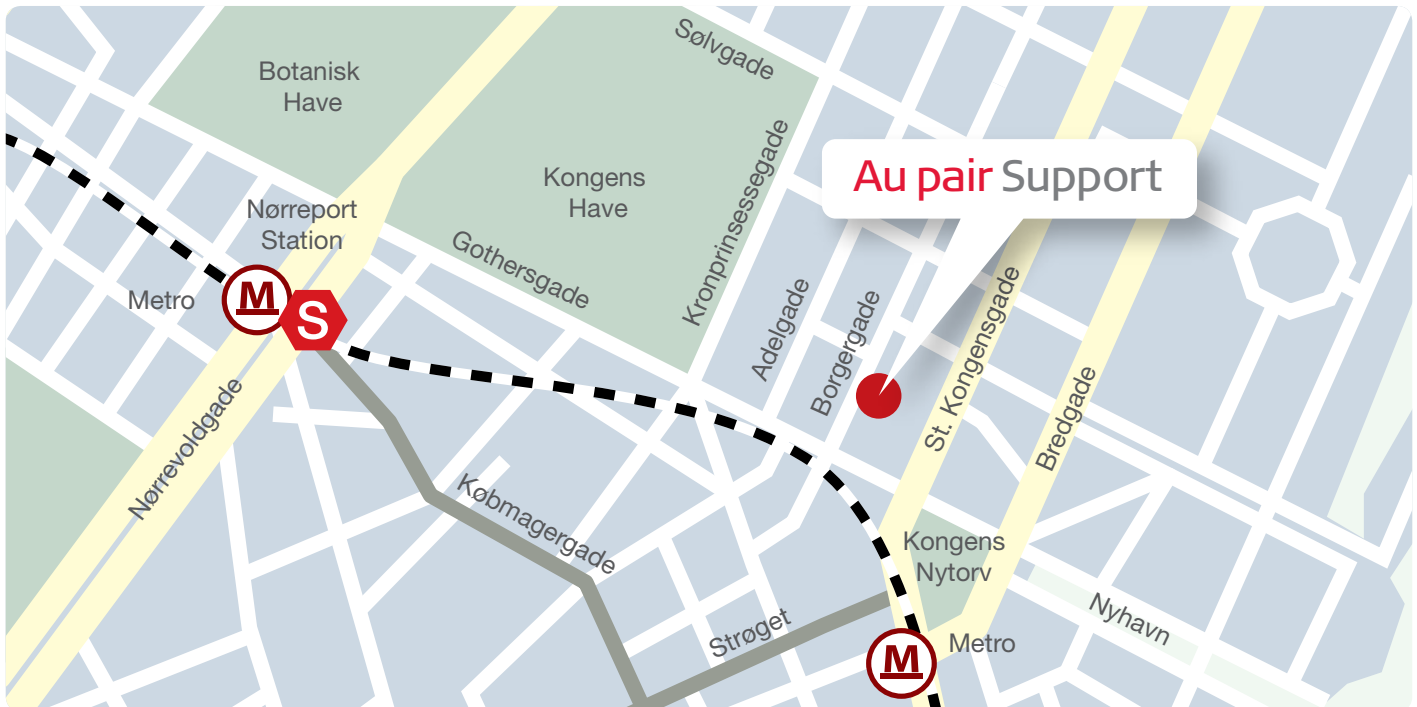 Sølvgade
Botanisk
Have
Kongens
Have
Kronprinsessegade
Au pair Support
Nørreport
Station
Gothersgade
Metro
M
S
Adelgade
Borgergade
St. Kongensgade
Bredgade
Nørrevoldgade
Købmagergade
Kongens
Nytorv
Nyhavn
Strøget
Metro
M